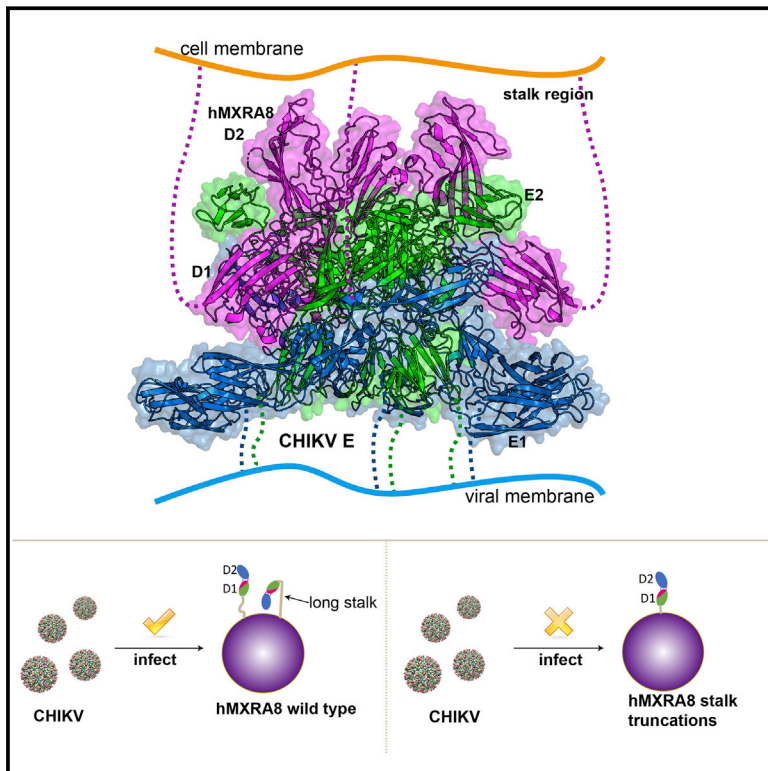 cell membrane
stalk region
hMXRA8
D2
E2
D1
CHIKV E
E1
viral membrane
D2
D1
long stalk
infect
CHIKV
hMXRA8 wild type
D2
D1
infect
CHIKV
hMXRA8 stalk
truncations